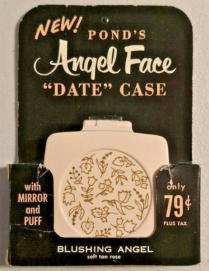 NEW!
POND'S
Angel Face
"DATE" CASE
with
MIRROR
and
PUFF
only
79¢
PLUS TAX
BLUSHING ANGEL
soft tan rose